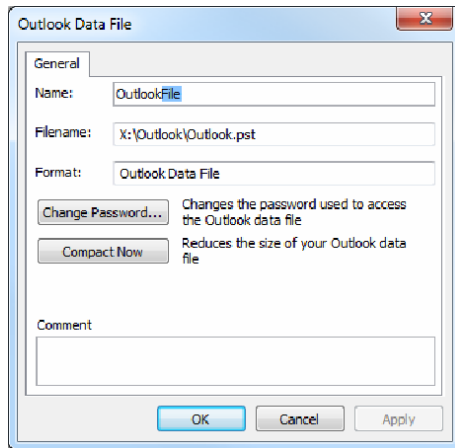 Outlook Data File
X
General
Name: OutlookFile
Filename: X:\Outlook\Outlook.pst
Format: Outlook Data File
Change Password... Changes the password used to access
the Outlook data file
Compact Now Reduces the size of your Outlook data
file
Comment
OK Cancel Apply